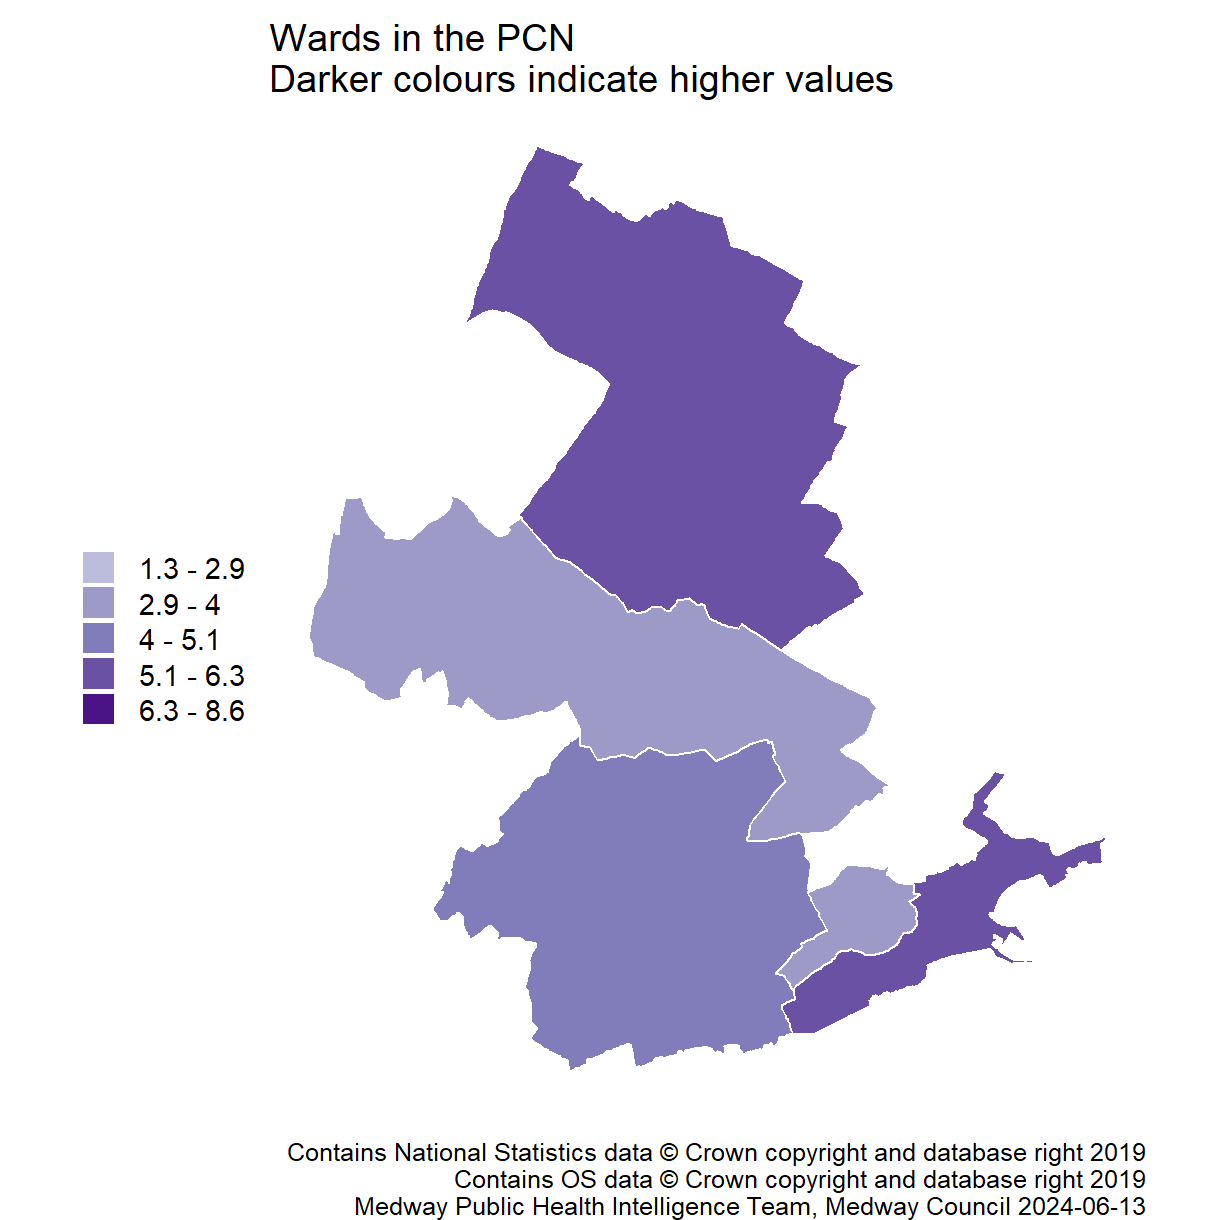 Wards in the PCN
Darker colours indicate higher values
1.3 - 2.9
2.9 - 4
4 - 5.1
5.1 - 6.3
6.3 - 8.6
Contains National Statistics data © Crown copyright and database right 2019
Contains OS data © Crown copyright and database right 2019
Medway Public Health Intelligence Team, Medway Council 2024-06-13